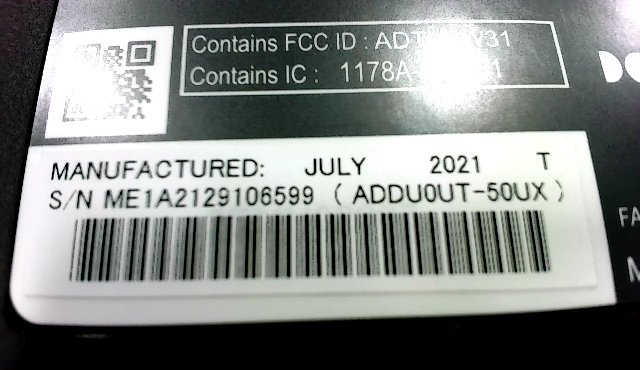 Contains FCC ID :
Contains IC :
MANUFACTURED: JULY 2021 T
S/N ME1A2129106599 ( ADDU0UT-50UX )